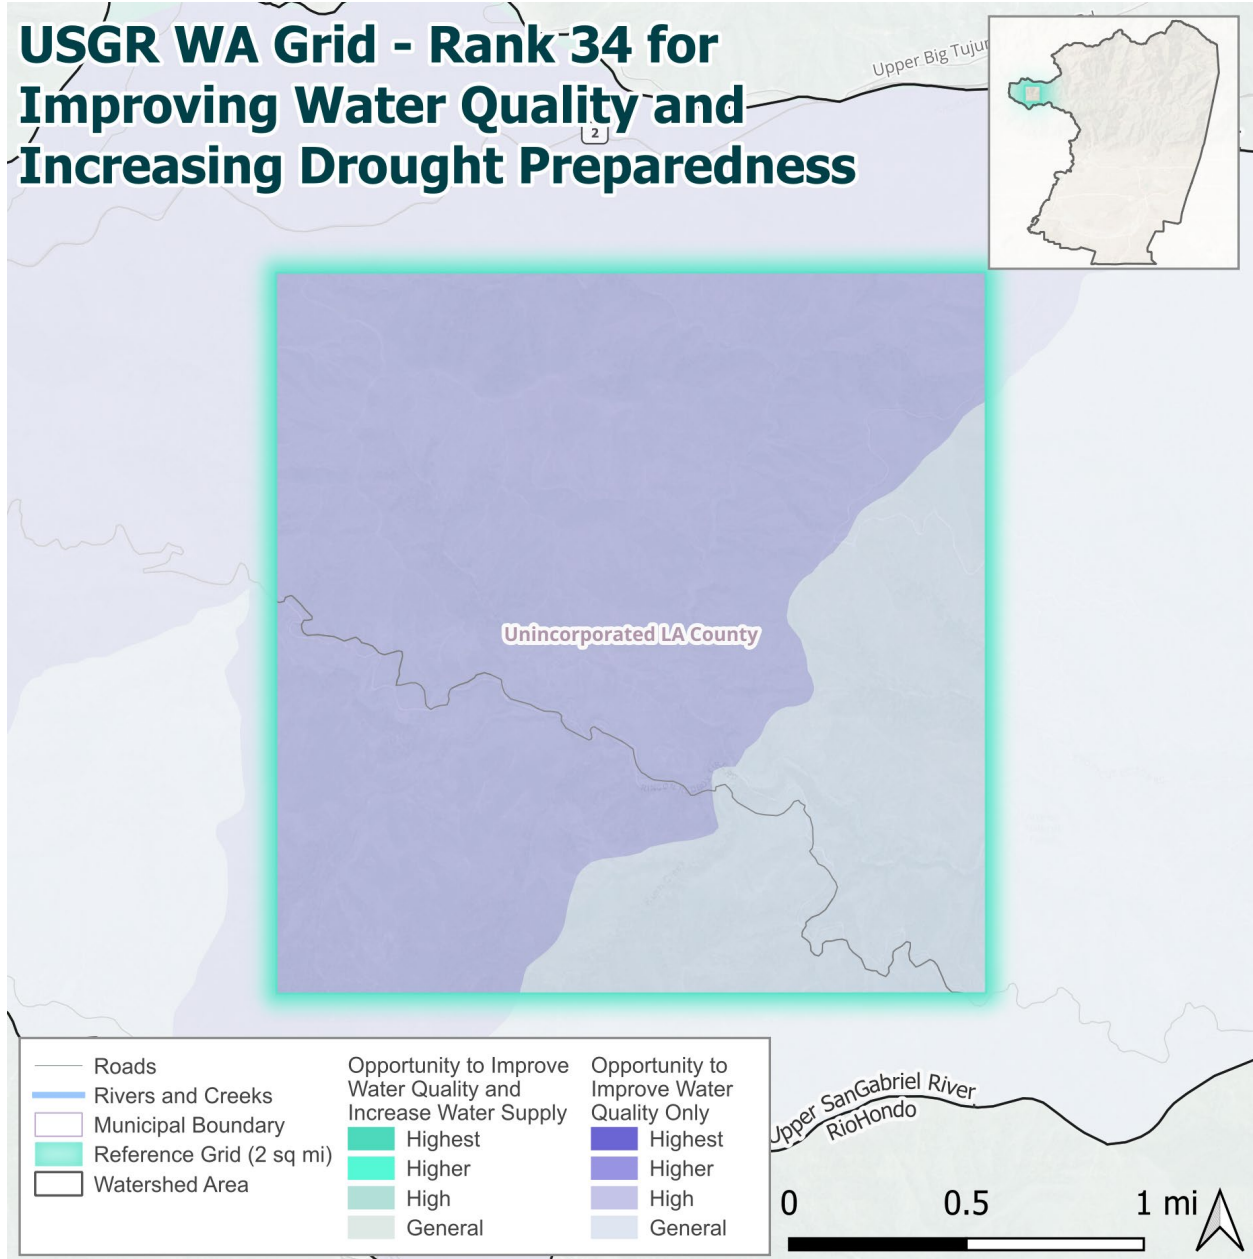 USGR WA Grid - Rank 34 for
Improving Water Quality and
Increasing Drought Preparedness
Upper Big Tujun
2
Unincorporated LA County
Upper SanGabriel River
RioHondo
Roads
Rivers and Creeks
Municipal Boundary
Reference Grid (2 sq mi)
Watershed Area
Opportunity to Improve
Water Quality and
Increase Water Supply
Highest
Higher
High
General
Opportunity to
Improve Water
Quality Only
Highest
Higher
High
General
0 0.5 1 mi